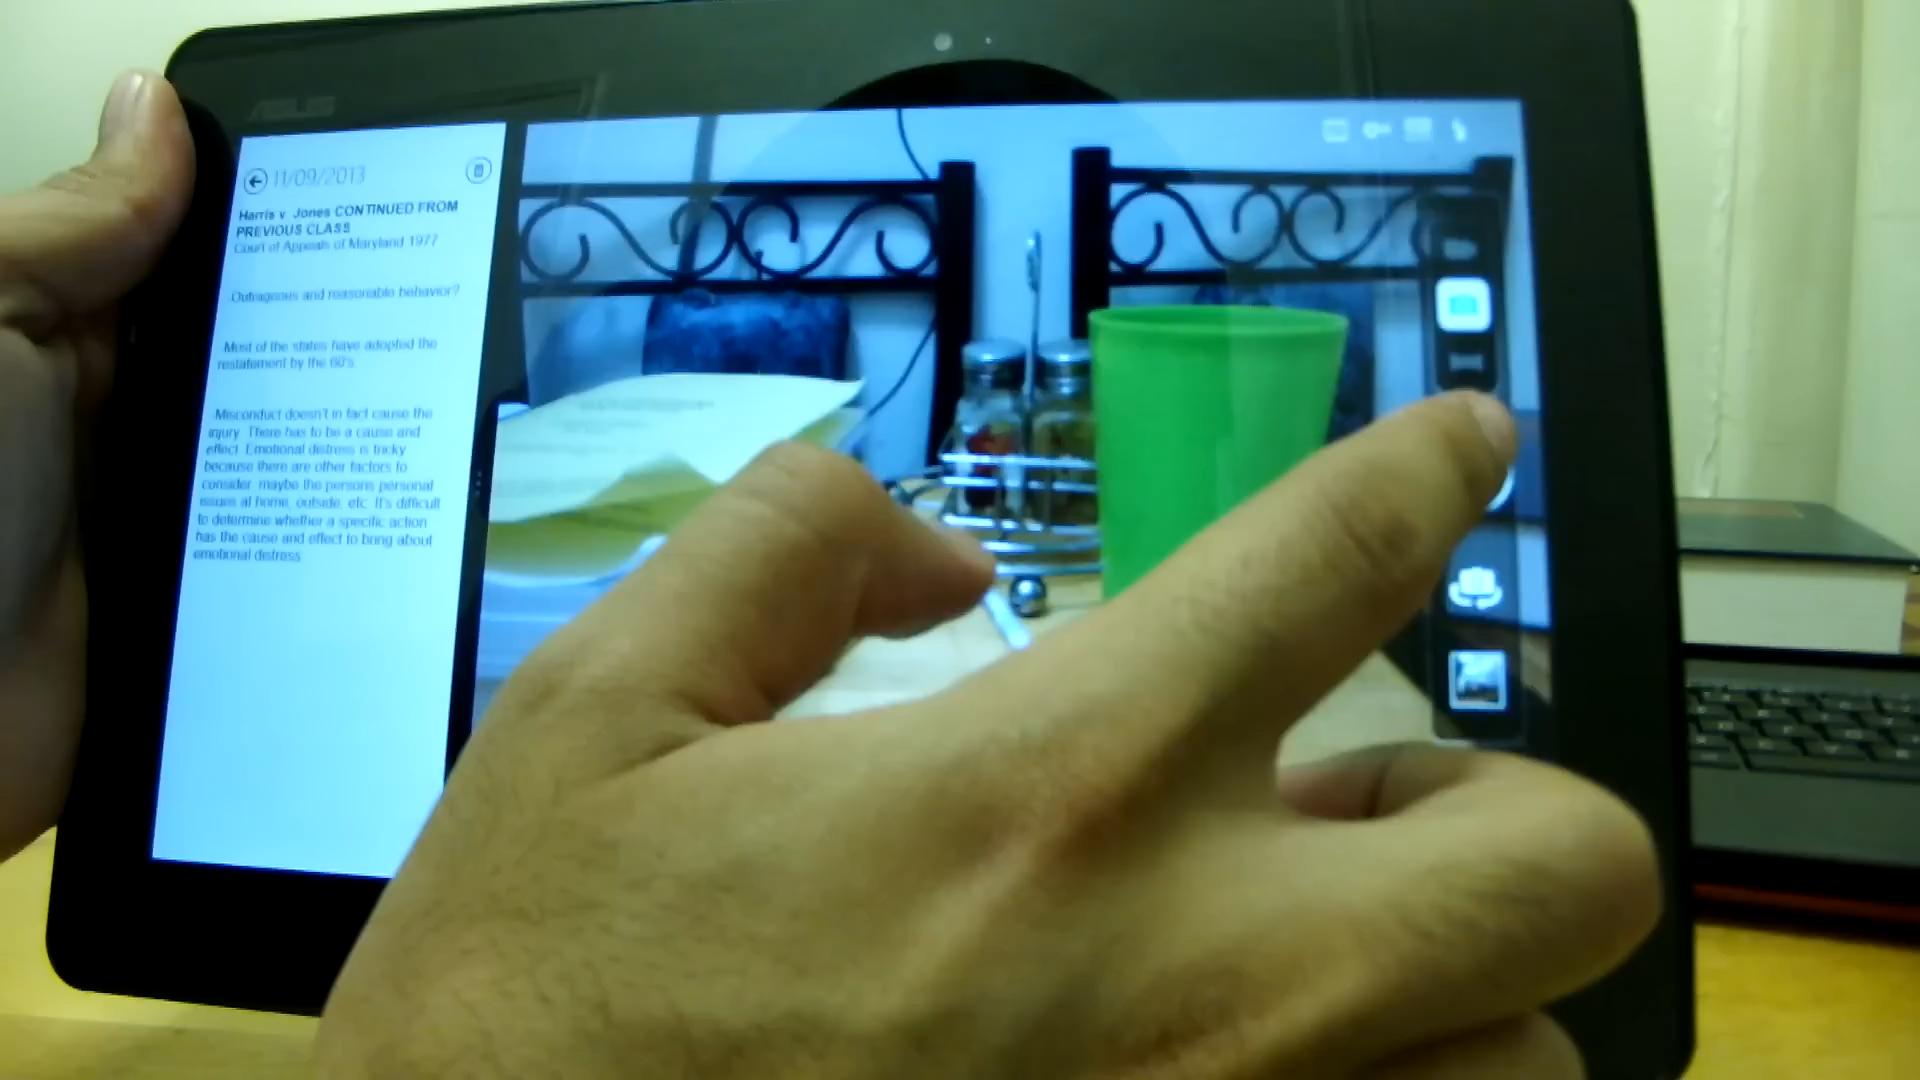 ASUS
11/09/2013
Harris v. Jones CONTINUED FROM
PREVIOUS CLASS
Court of Appeals of Maryland 1977
-Outrageous and reasonable behavior?
-Most of the states have adopted the
restatement by the 60's.
-Misconduct doesn't in fact cause the
injury. There has to be a cause and
effect. Emotional distress is tricky
because there are other factors to
consider. maybe the persons personal
issues at home, outside, etc. It's difficult
to determine whether a specific action
has the cause and effect to bring about
emotional distress.